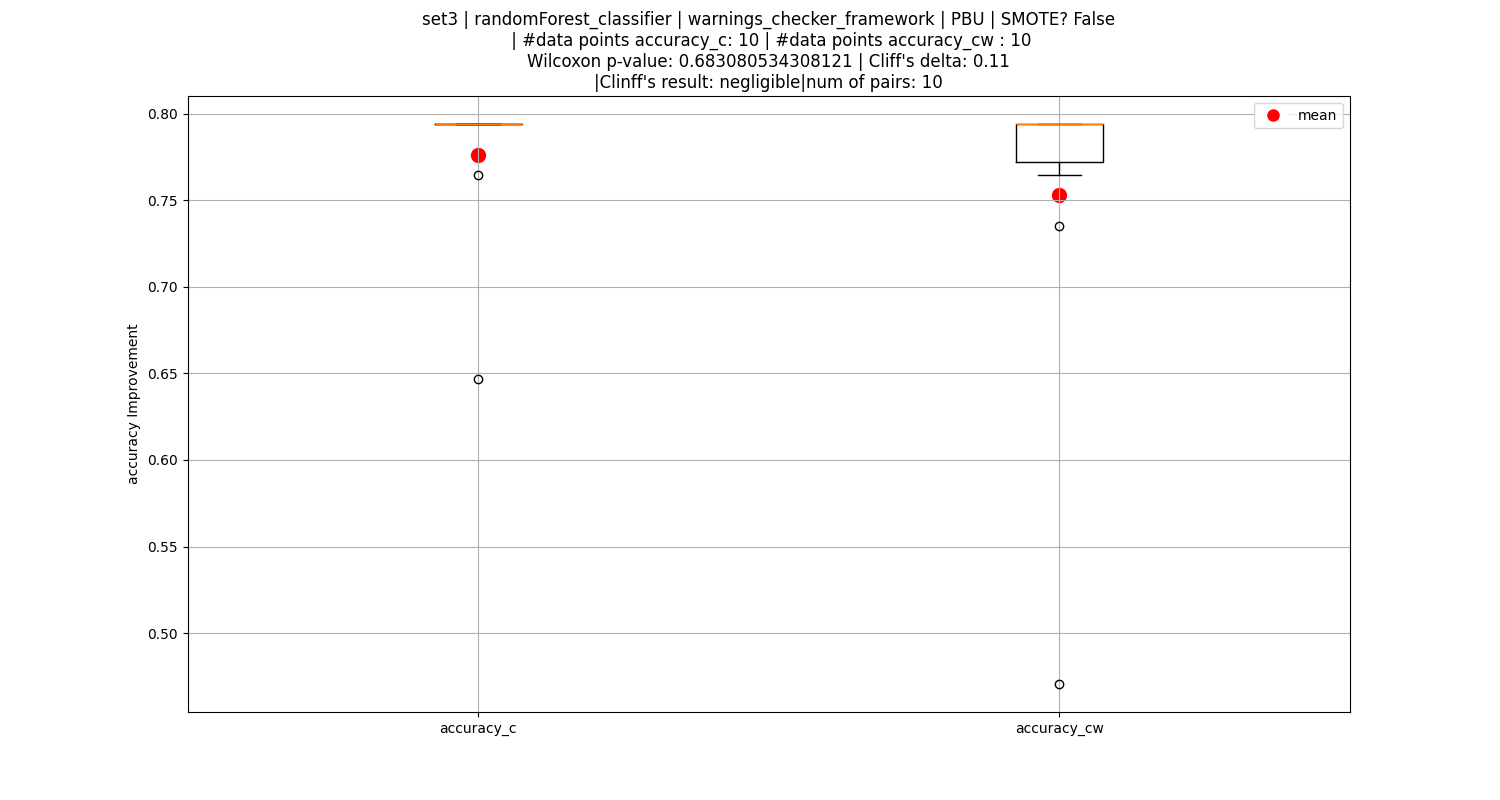 set3 | randomForest_classifier | warnings_checker_framework | PBU | SMOTE? False
| #data points accuracy_c: 10 | #data points accuracy_cw : 10
Wilcoxon p-value: 0.683080534308121 | Cliff's delta: 0.11
|Clinff's result: negligible|num of pairs: 10
mean
0.80
0.75
0.70
0.65
0.60
0.55
0.50
accuracy Improvement
accuracy_c
accuracy_cw